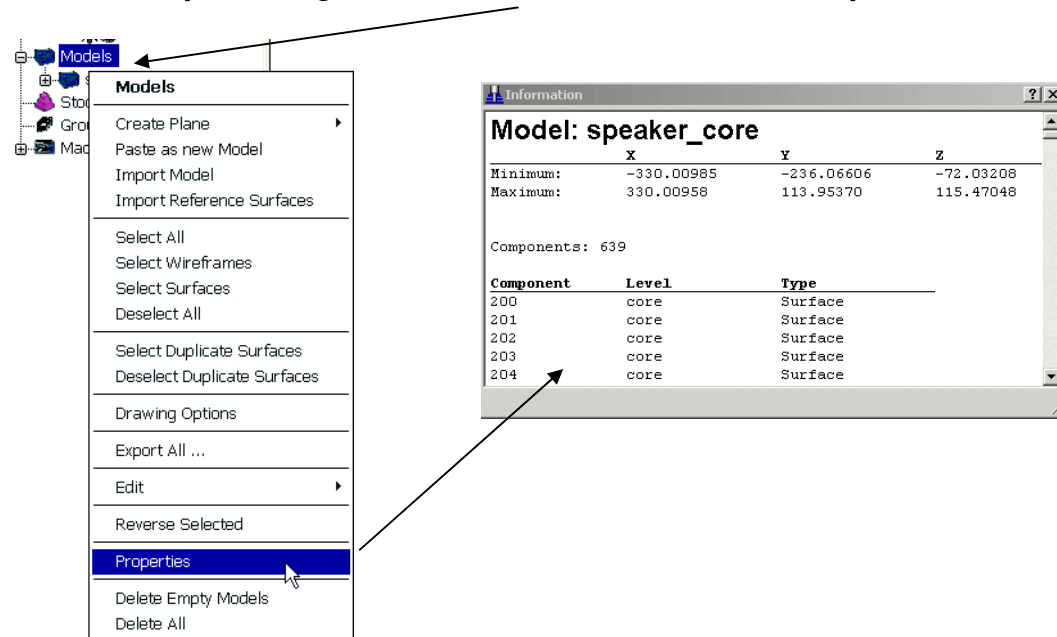 Models
Models
Create Plane
Paste as new Model
Import Model
Import Reference Surfaces
Select All
Select Wireframes
Select Surfaces
Deselect All
Select Duplicate Surfaces
Deselect Duplicate Surfaces
Drawing Options
Export All ...
Edit
Reverse Selected
Properties
Delete Empty Models
Delete All
Information
Model: speaker_core
X Y Z
Minimum: -330.00985 -236.06606 -72.03208
Maximum: 330.00958 113.95370 115.47048
Components: 639
Component Level Type
200 core Surface
201 core Surface
202 core Surface
203 core Surface
204 core Surface